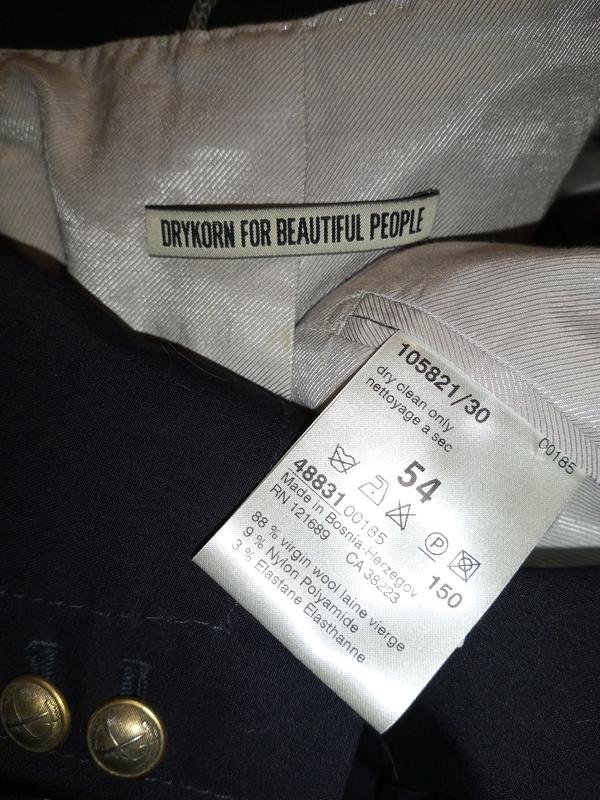 DRYKORN FOR BEAUTIFUL PEOPLE
105821/30
dry clean only
nettoyage a sec
C0185
54
P
48831 00185
150
Made in Bosnia-Herzegov
RN 121689 CA 38223
88 % virgin wool laine vierge
9 % Nylon Polyamide
3 % Elastane Elasthanne